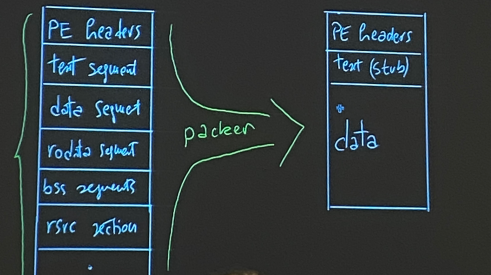 PE headers
text segment
data segment
rodata segment
bss segments
rsrc section
packer
PE headers
text (stub)
data